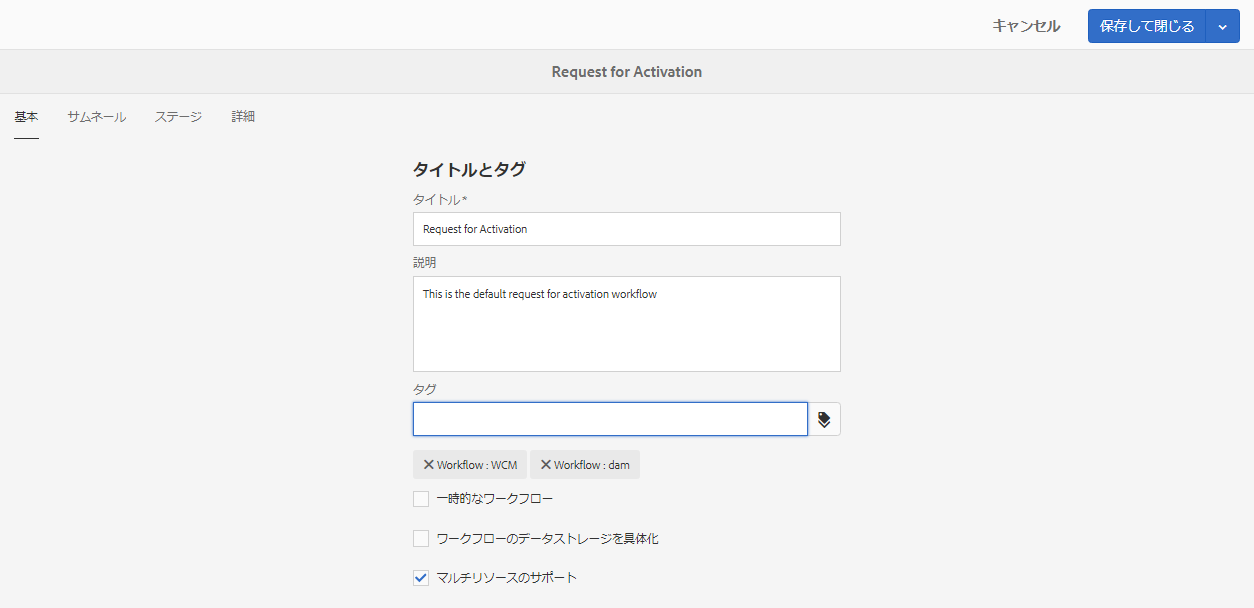 キャンセル
保存して閉じる
Request for Activation
基本 サムネール ステージ 詳細
タイトルとタグ
タイトル*
Request for Activation
説明
This is the default request for activation workflow
タグ
Workflow : WCM Workflow : dam
一時的なワークフロー
ワークフローのデータストレージを具体化
マルチリソースのサポート